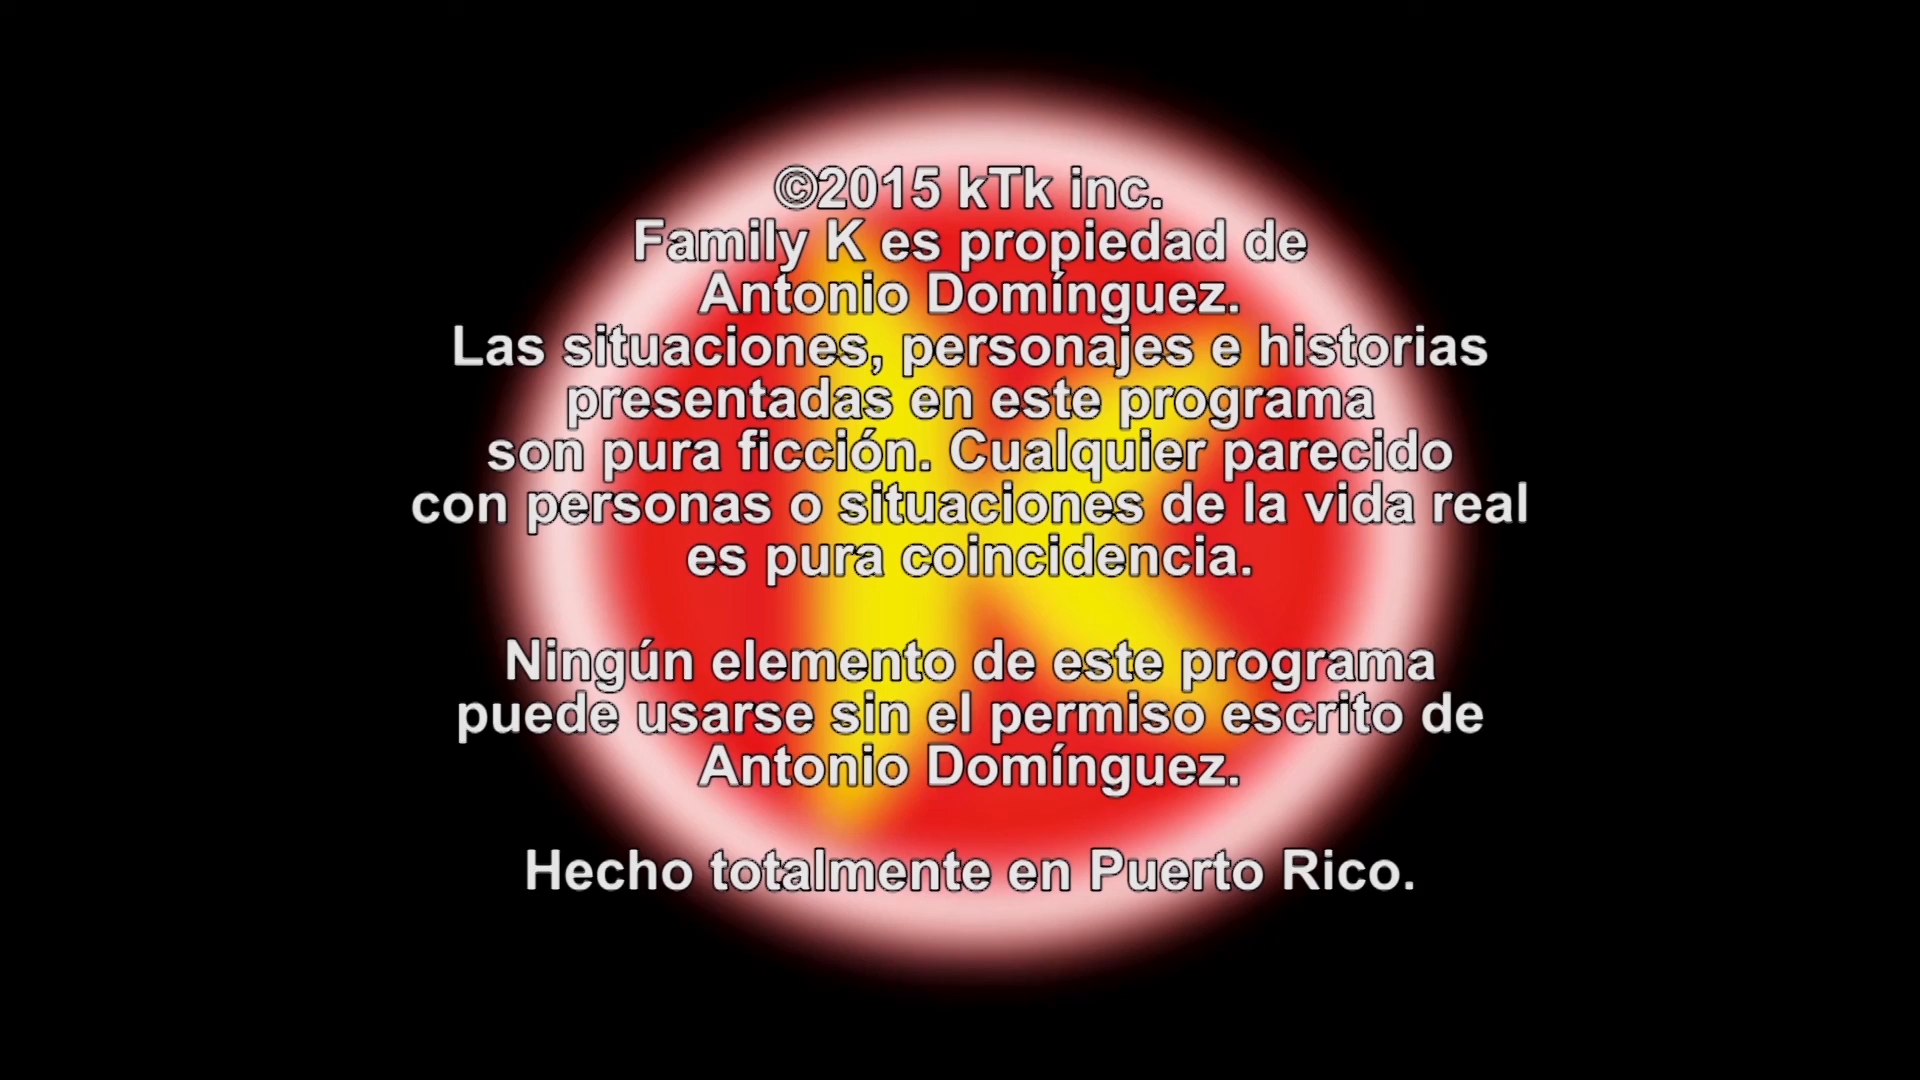 ©2015 kTk inc.
Family K es propiedad de
Antonio Domínguez.
Las situaciones, personajes e historias
presentadas en este programa
son pura ficción. Cualquier parecido
con personas o situaciones de la vida real
es pura coincidencia.
Ningún elemento de este programa
puede usarse sin el permiso escrito de
Antonio Domínguez.
Hecho totalmente en Puerto Rico.